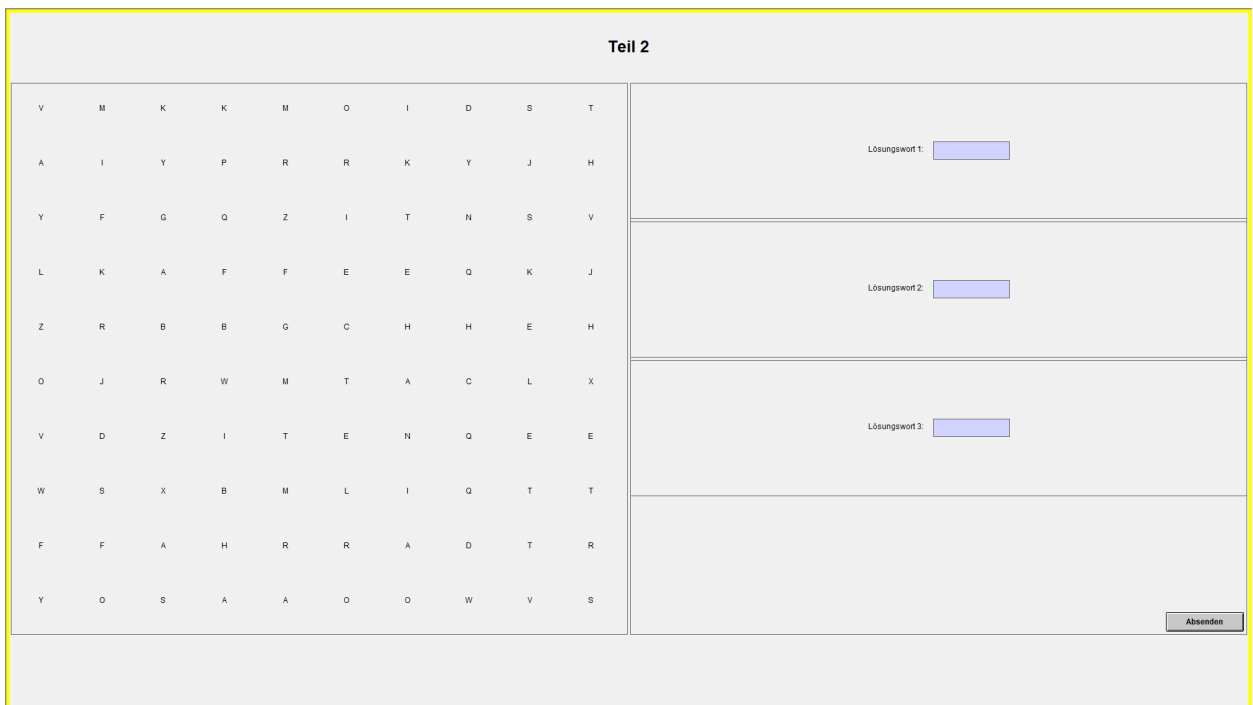 Teil 2
V M K K M O I D S T
A I Y P R R K Y J H
Y F G Q Z I T N S V
L K A F F E E Q K J
Z R B B G C H H E H
O J R W M T A C L X
V D Z I T E N Q E E
W S X B M L I Q T T
F F A H R R A D T R
Y O S A A O O W V S
Lösungswort 1:
Lösungswort 2:
Lösungswort 3:
Absenden